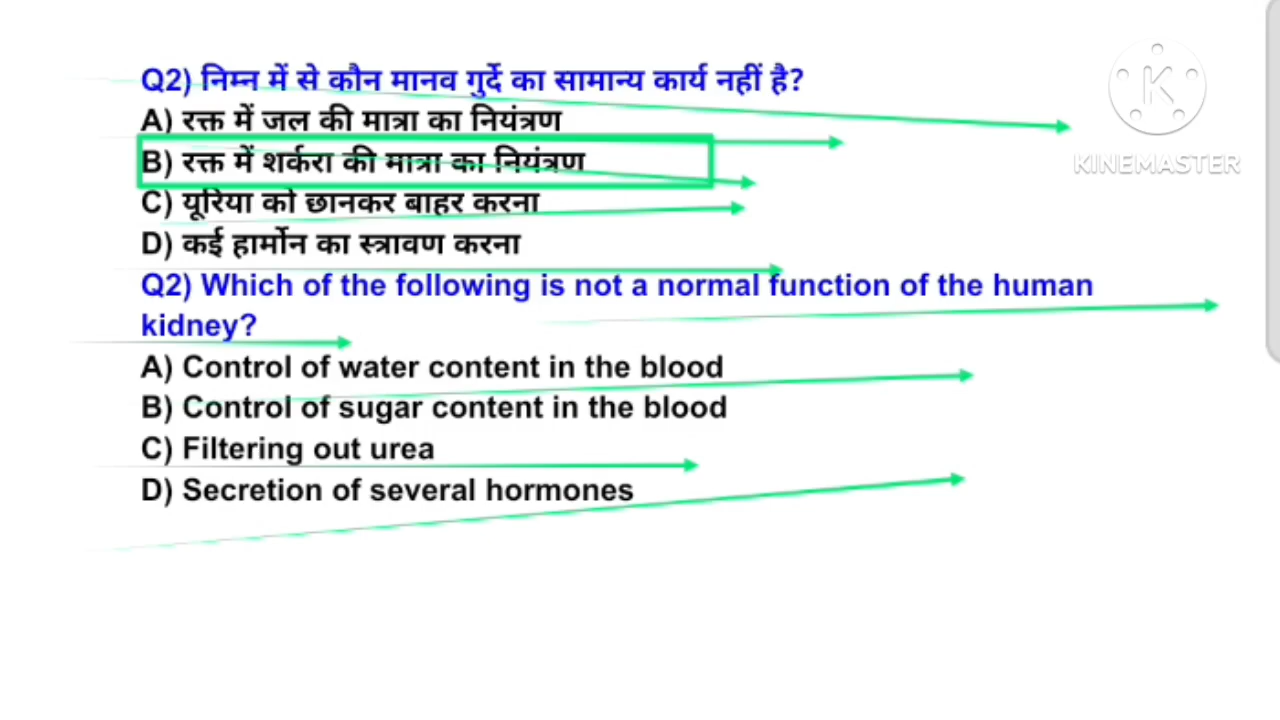 Q2) निम्न में से कौन मानव गुर्दे का सामान्य कार्य नहीं है?
A) रक्त में जल की मात्रा का नियंत्रण
B) रक्त में शर्करा की मात्रा का नियंत्रण
C) यूरिया को छानकर बाहर करना
D) कई हार्मोन का स्त्रावण करना
Q2) Which of the following is not a normal function of the human
kidney?
A) Control of water content in the blood
B) Control of sugar content in the blood
C) Filtering out urea
D) Secretion of several hormones
K
KINEMASTER